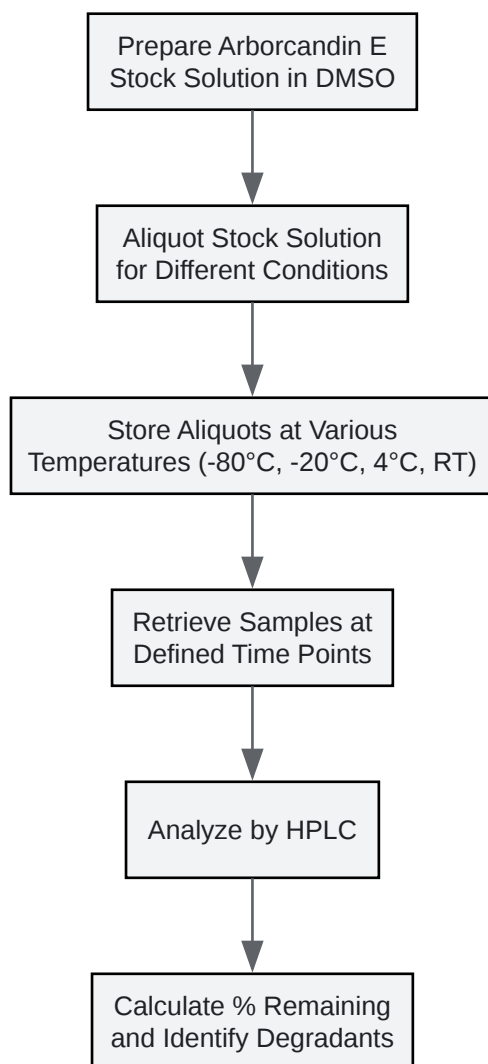 Prepare Arborcandin E
Stock Solution in DMSO
Aliquot Stock Solution
for Different Conditions
Store Aliquots at Various
Temperatures (-80°C, -20°C, 4°C, RT)
Retrieve Samples at
Defined Time Points
Analyze by HPLC
Calculate % Remaining
and Identify Degradants